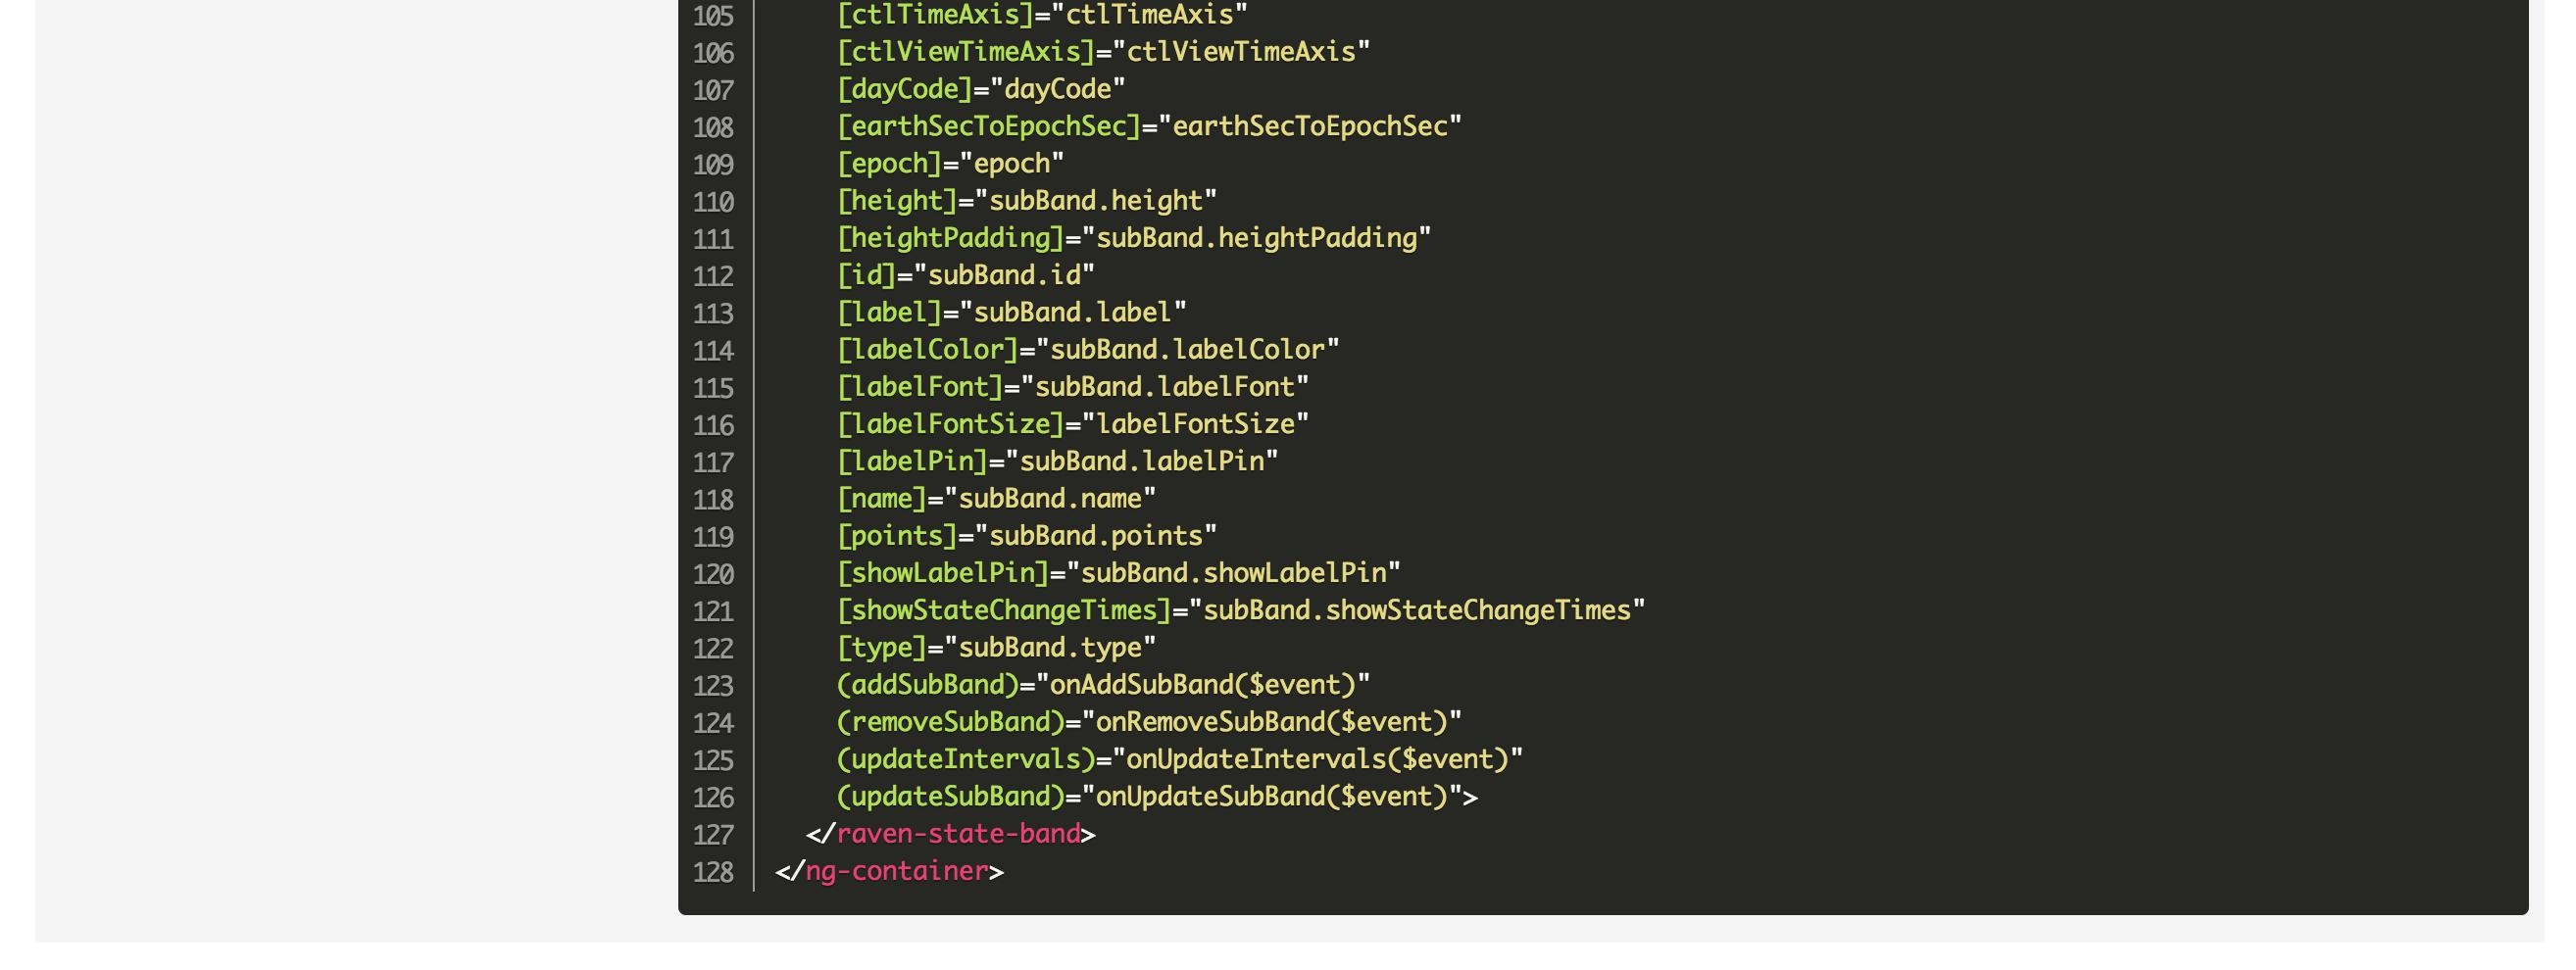 105 [ctlTimeAxis]="ctlTimeAxis"
106 [ctlViewTimeAxis]="ctlViewTimeAxis"
107 [dayCode]="dayCode"
108 [earthSecToEpochSec]="earthSecToEpochSec"
109 [epoch]="epoch"
110 [height]="subBand.height"
111 [heightPadding]="subBand.heightPadding"
112 [id]="subBand.id"
113 [label]="subBand.label"
114 [labelColor]="subBand.labelColor"
115 [labelFont]="subBand.labelFont"
116 [labelFontSize]="labelFontSize"
117 [labelPin]="subBand.labelPin"
118 [name]="subBand.name"
119 [points]="subBand.points"
120 [showLabelPin]="subBand.showLabelPin"
121 [showStateChangeTimes]="subBand.showStateChangeTimes"
122 [type]="subBand.type"
123 (addSubBand)="onAddSubBand($event)"
124 (removeSubBand)="onRemoveSubBand($event)"
125 (updateIntervals)="onUpdateIntervals($event)"
126 (updateSubBand)="onUpdateSubBand($event)">
127 </raven-state-band>
128 </ng-container>